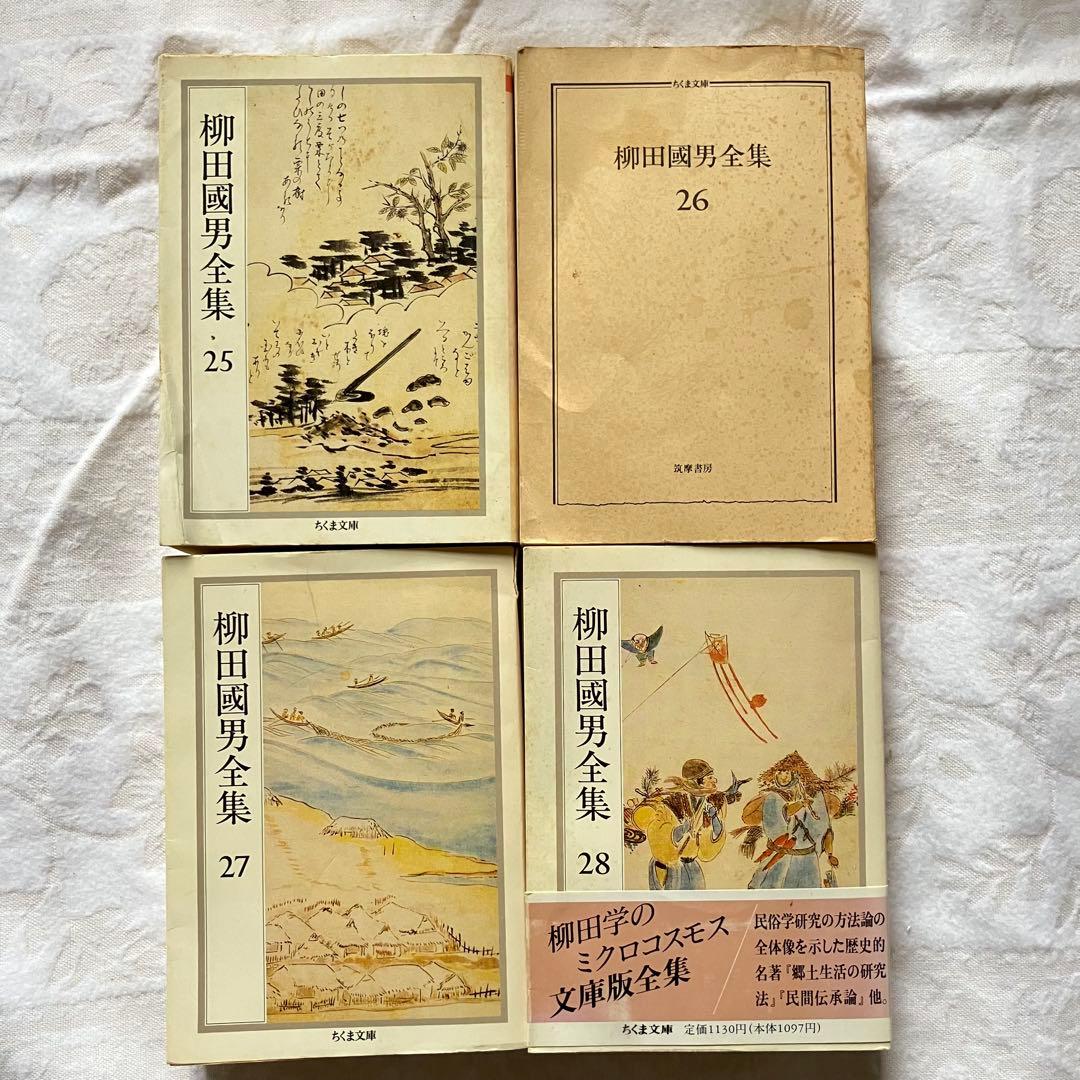 柳田國男全集
25
ちくま文庫
ちくま文庫
柳田國男全集
26
筑摩書房
柳田國男全集
27
ちくま文庫
柳田國男全集
28
柳田学の
ミクロコスモス
文庫版全集
民俗学研究の方法論の
全体像を示した歴史的
名著『郷土生活の研究
法』『民間伝承論』他。
ちくま文庫 定価1130円(本体1097円)